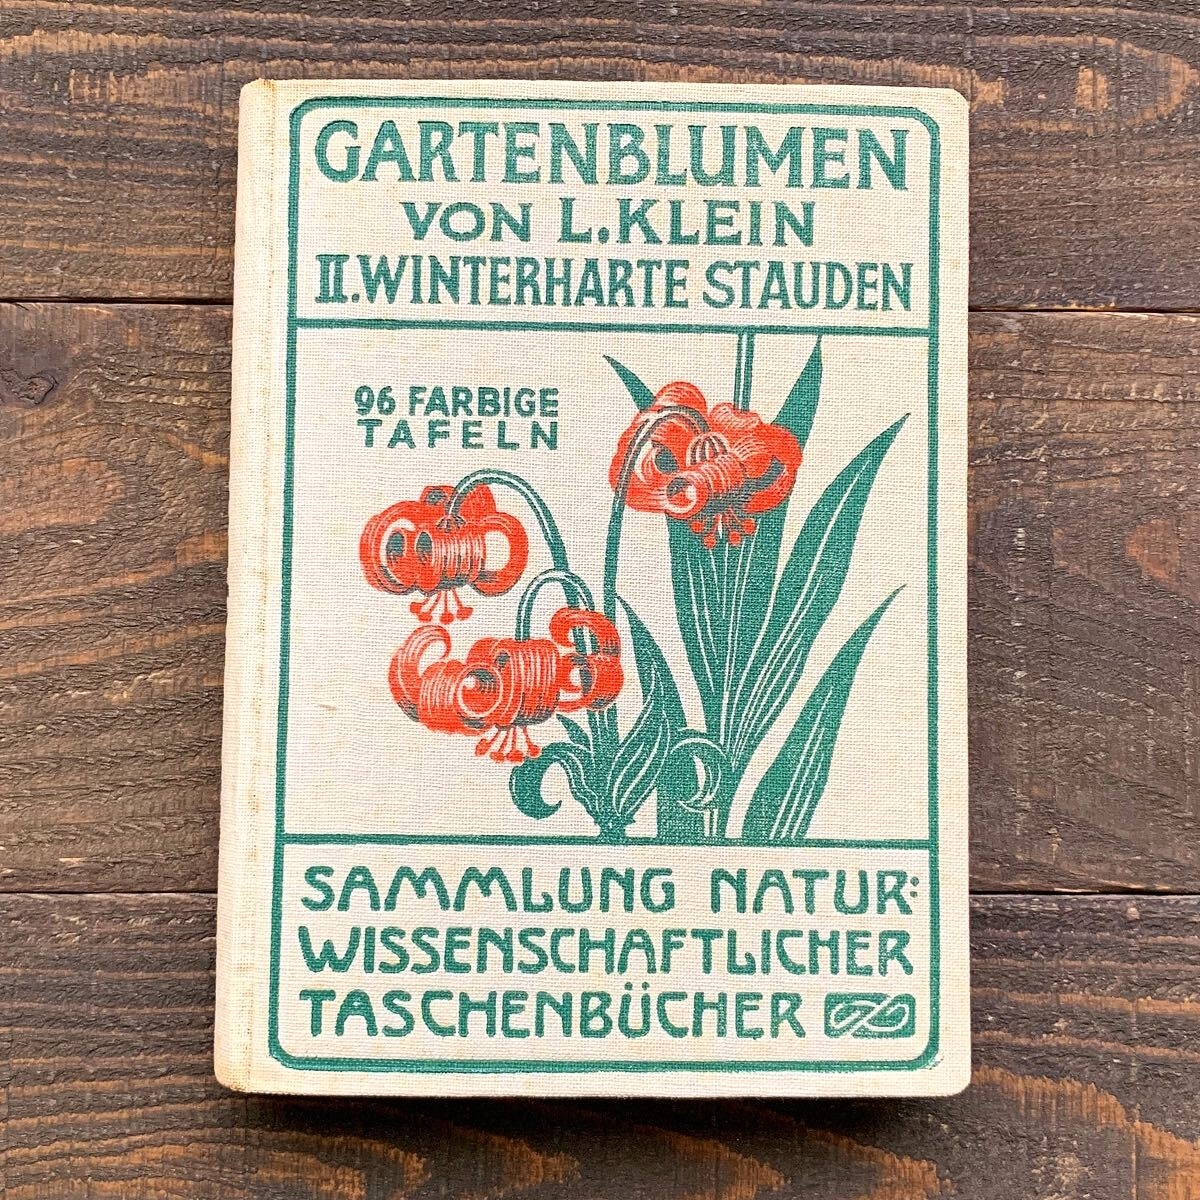 GARTENBLUMEN
VON L. KLEIN
II. WINTERHARTE STAUDEN
96 FARBIGE
TAFELN
SAMMLUNG NATUR:
WISSENSCHAFTLICHER
TASCHENBÜCHER